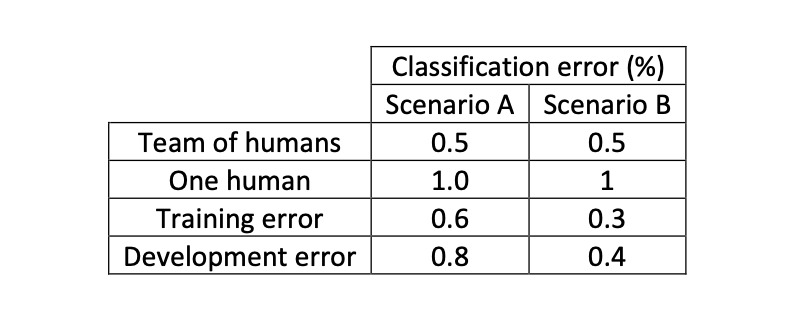 Classification error (%)
Scenario A Scenario B
Team of humans 0.5 0.5
One human 1.0 1
Training error 0.6 0.3
Development error 0.8 0.4